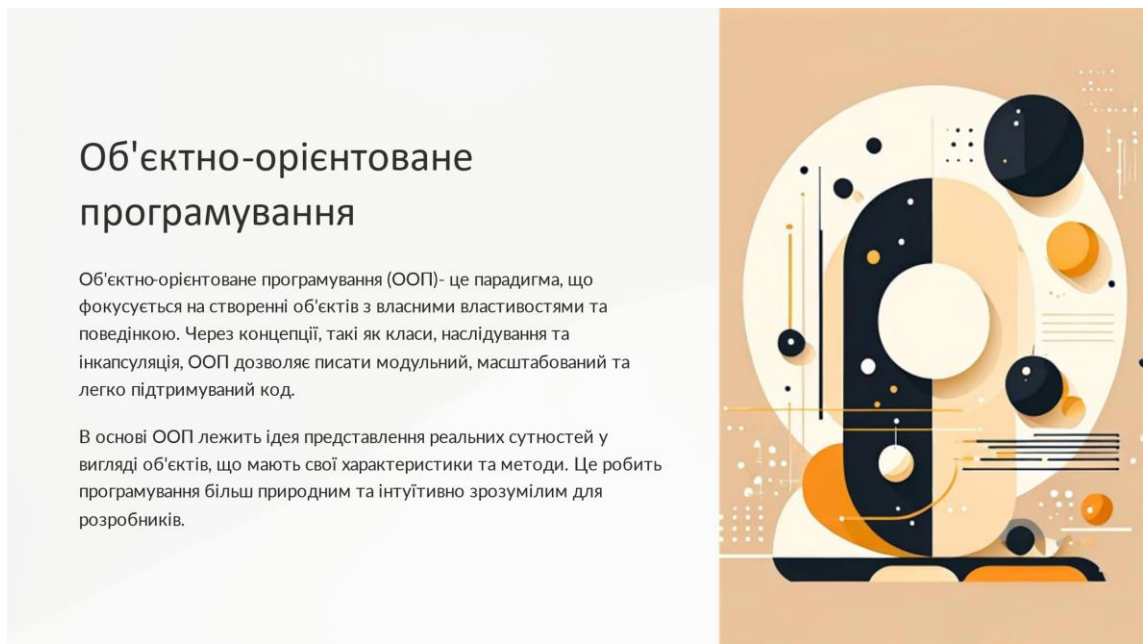 Об'єктно-орієнтоване
програмування
Об'єктно-орієнтоване програмування (ООП)- це парадигма, що
фокусується на створенні об'єктів з власними властивостями та
поведінкою. Через концепції, такі як класи, наслідування та
інкапсуляція, ООП дозволяє писати модульний, масштабований та
легко підтримуваний код.
В основі ООП лежить ідея представлення реальних сутностей у
вигляді об'єктів, що мають свої характеристики та методи. Це робить
програмування більш природним та інтуїтивно зрозумілим для
розробників.